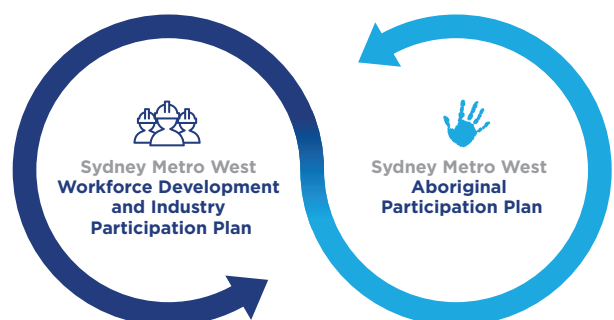 Sydney Metro West
Workforce Development
and Industry
Participation Plan
Sydney Metro West
Aboriginal
Participation Plan